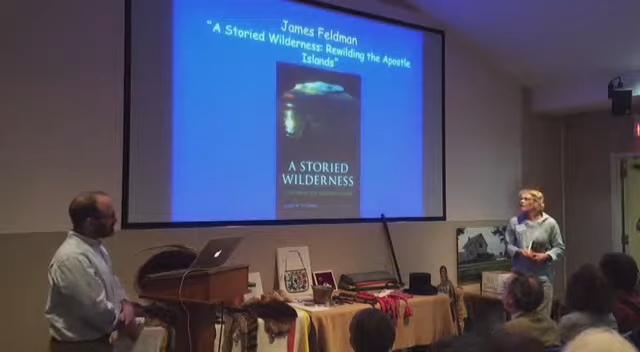 James Feldman
"A Storied Wilderness: Rewilding the Apostle
Islands"
A STORIED
WILDERNESS